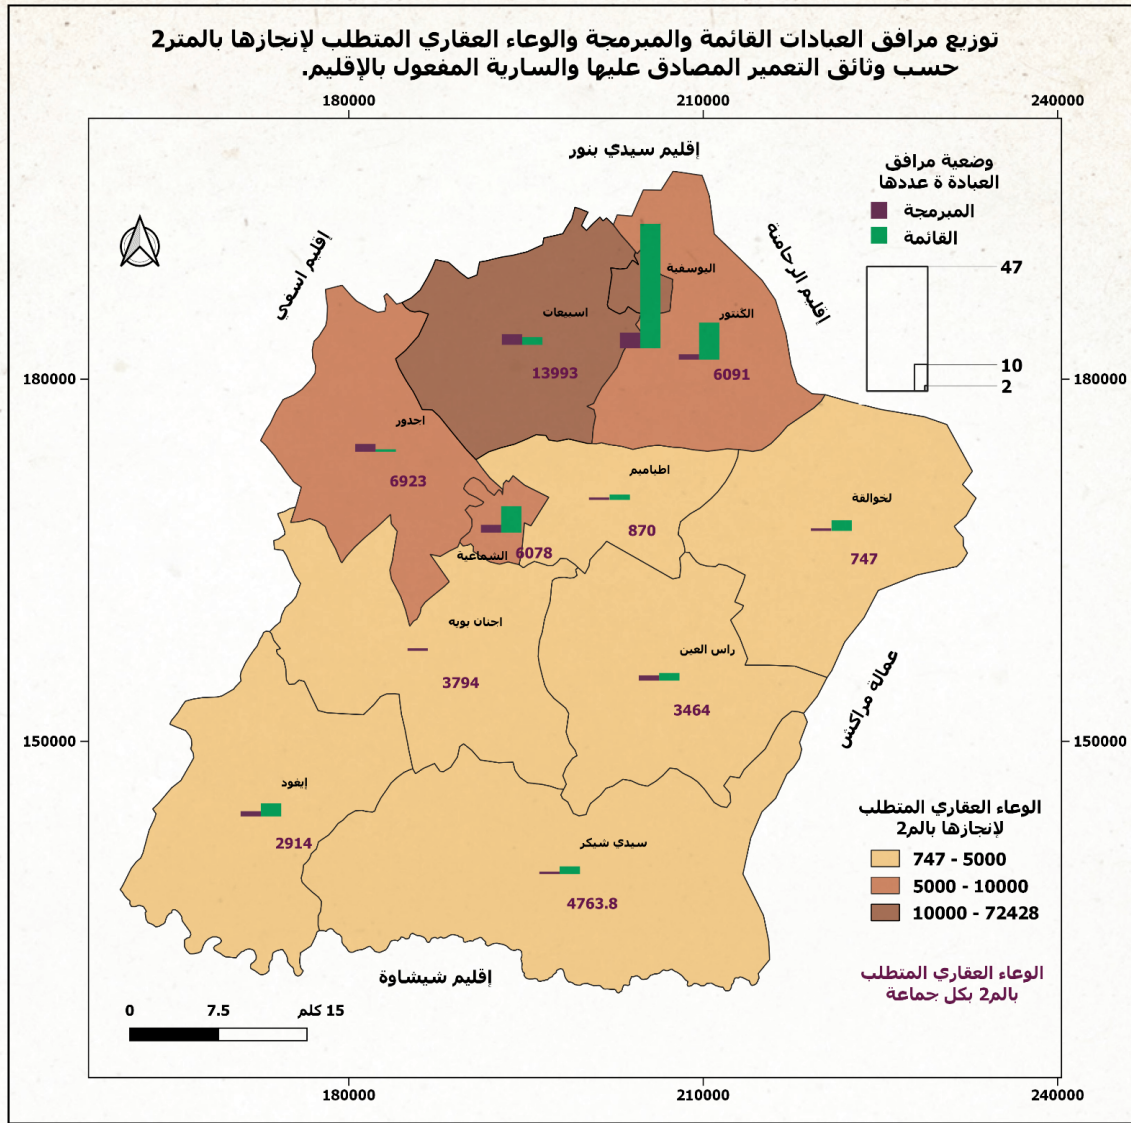 توزيع مرافق العبادات القائمة والمبرمجة والوعاء العقاري المتطلب لإنجازها بالمتر2
حسب وثائق التعمير المصادق عليها والسارية المفعول بالإقليم.
180000
210000
240000
إقليم سيدي بنور
وضعية مرافق
العبادة ة عددها
المبرمجة
القائمة
إقليم اسفي
إقليم الرحامنة
47
10
2
اليوسفية
اسبيعات
الگنتور
13993
6091
180000
180000
اجدور
6923
اطياميم
870
لخوالقة
747
الشماعية
6078
اجنان بويه
3794
راس العين
3464
عمالة مراكش
150000
150000
إيغود
2914
سيدي شيكر
4763.8
الوعاء العقاري المتطلب
لإنجازها بالم2
747 - 5000
5000 - 10000
10000 - 72428
الوعاء العقاري المتطلب
بالم2 بكل جماعة
إقليم شيشاوة
0
7.5
15 كلم
180000
210000
240000